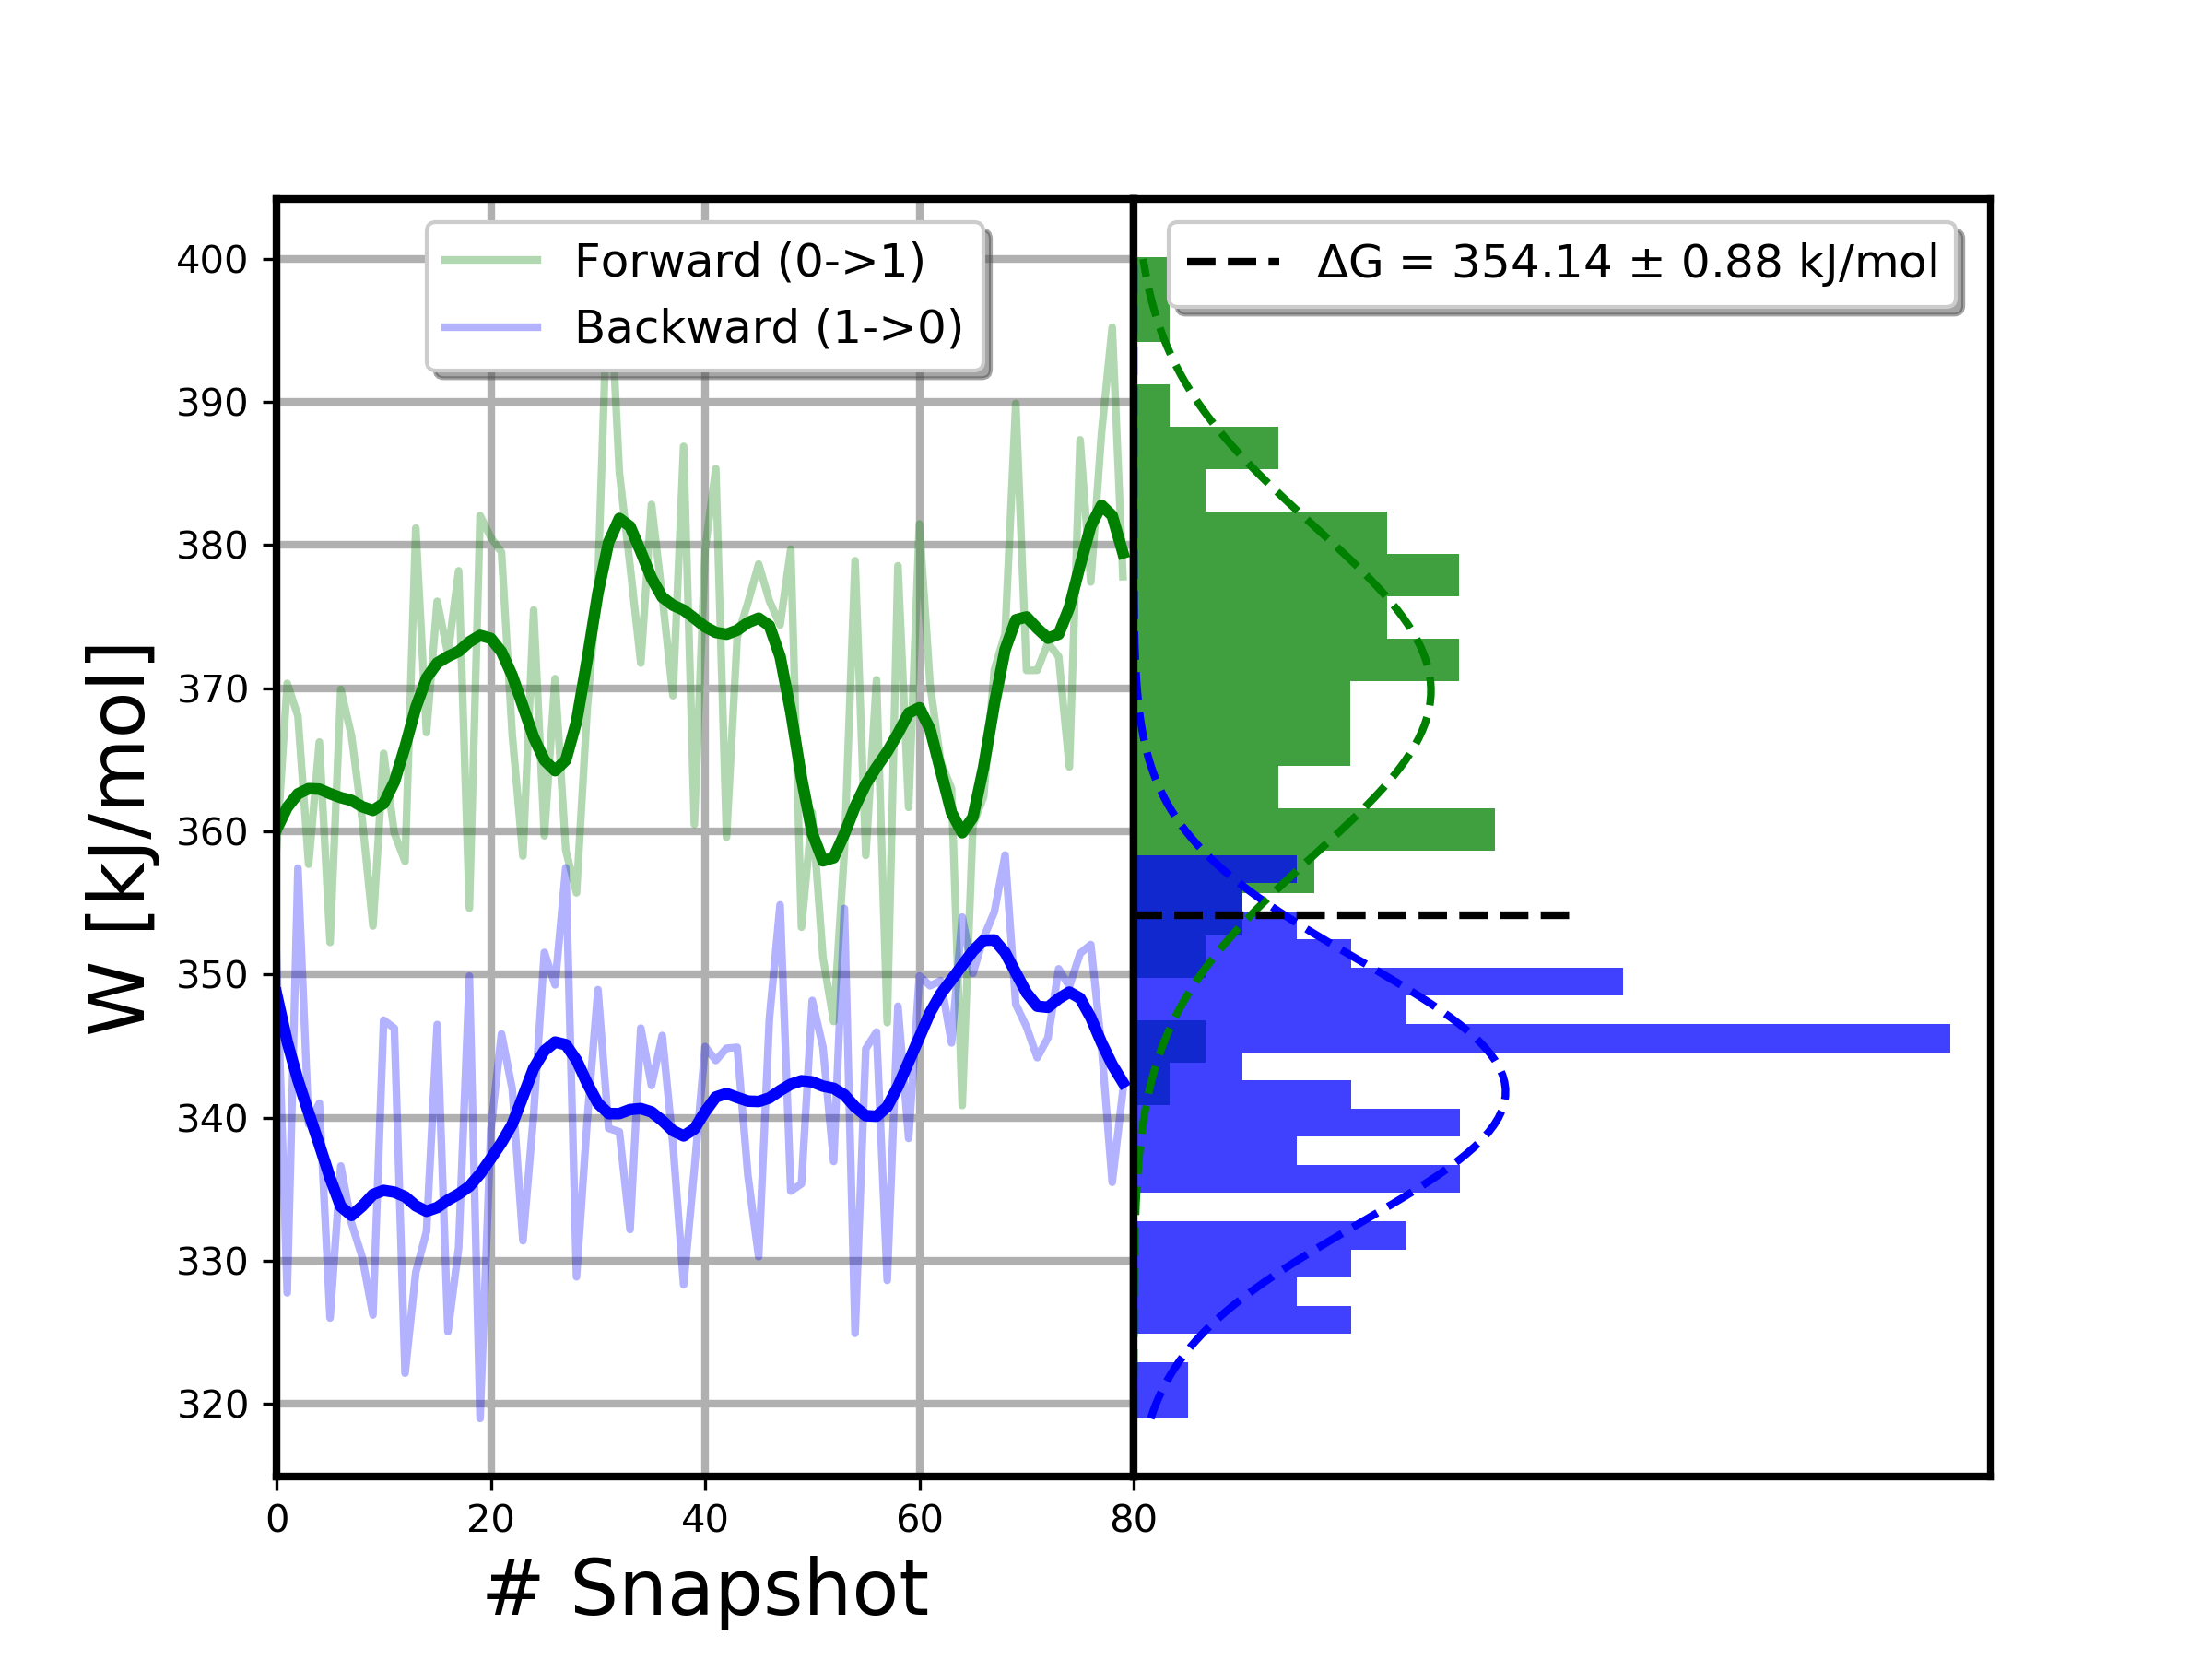 Forward (0->1)
Backward (1->0)
ΔG = 354.14 ± 0.88 kJ/mol
400
390
380
370
360
350
340
330
320
W [kJ/mol]
0 20 40 60 80
# Snapshot